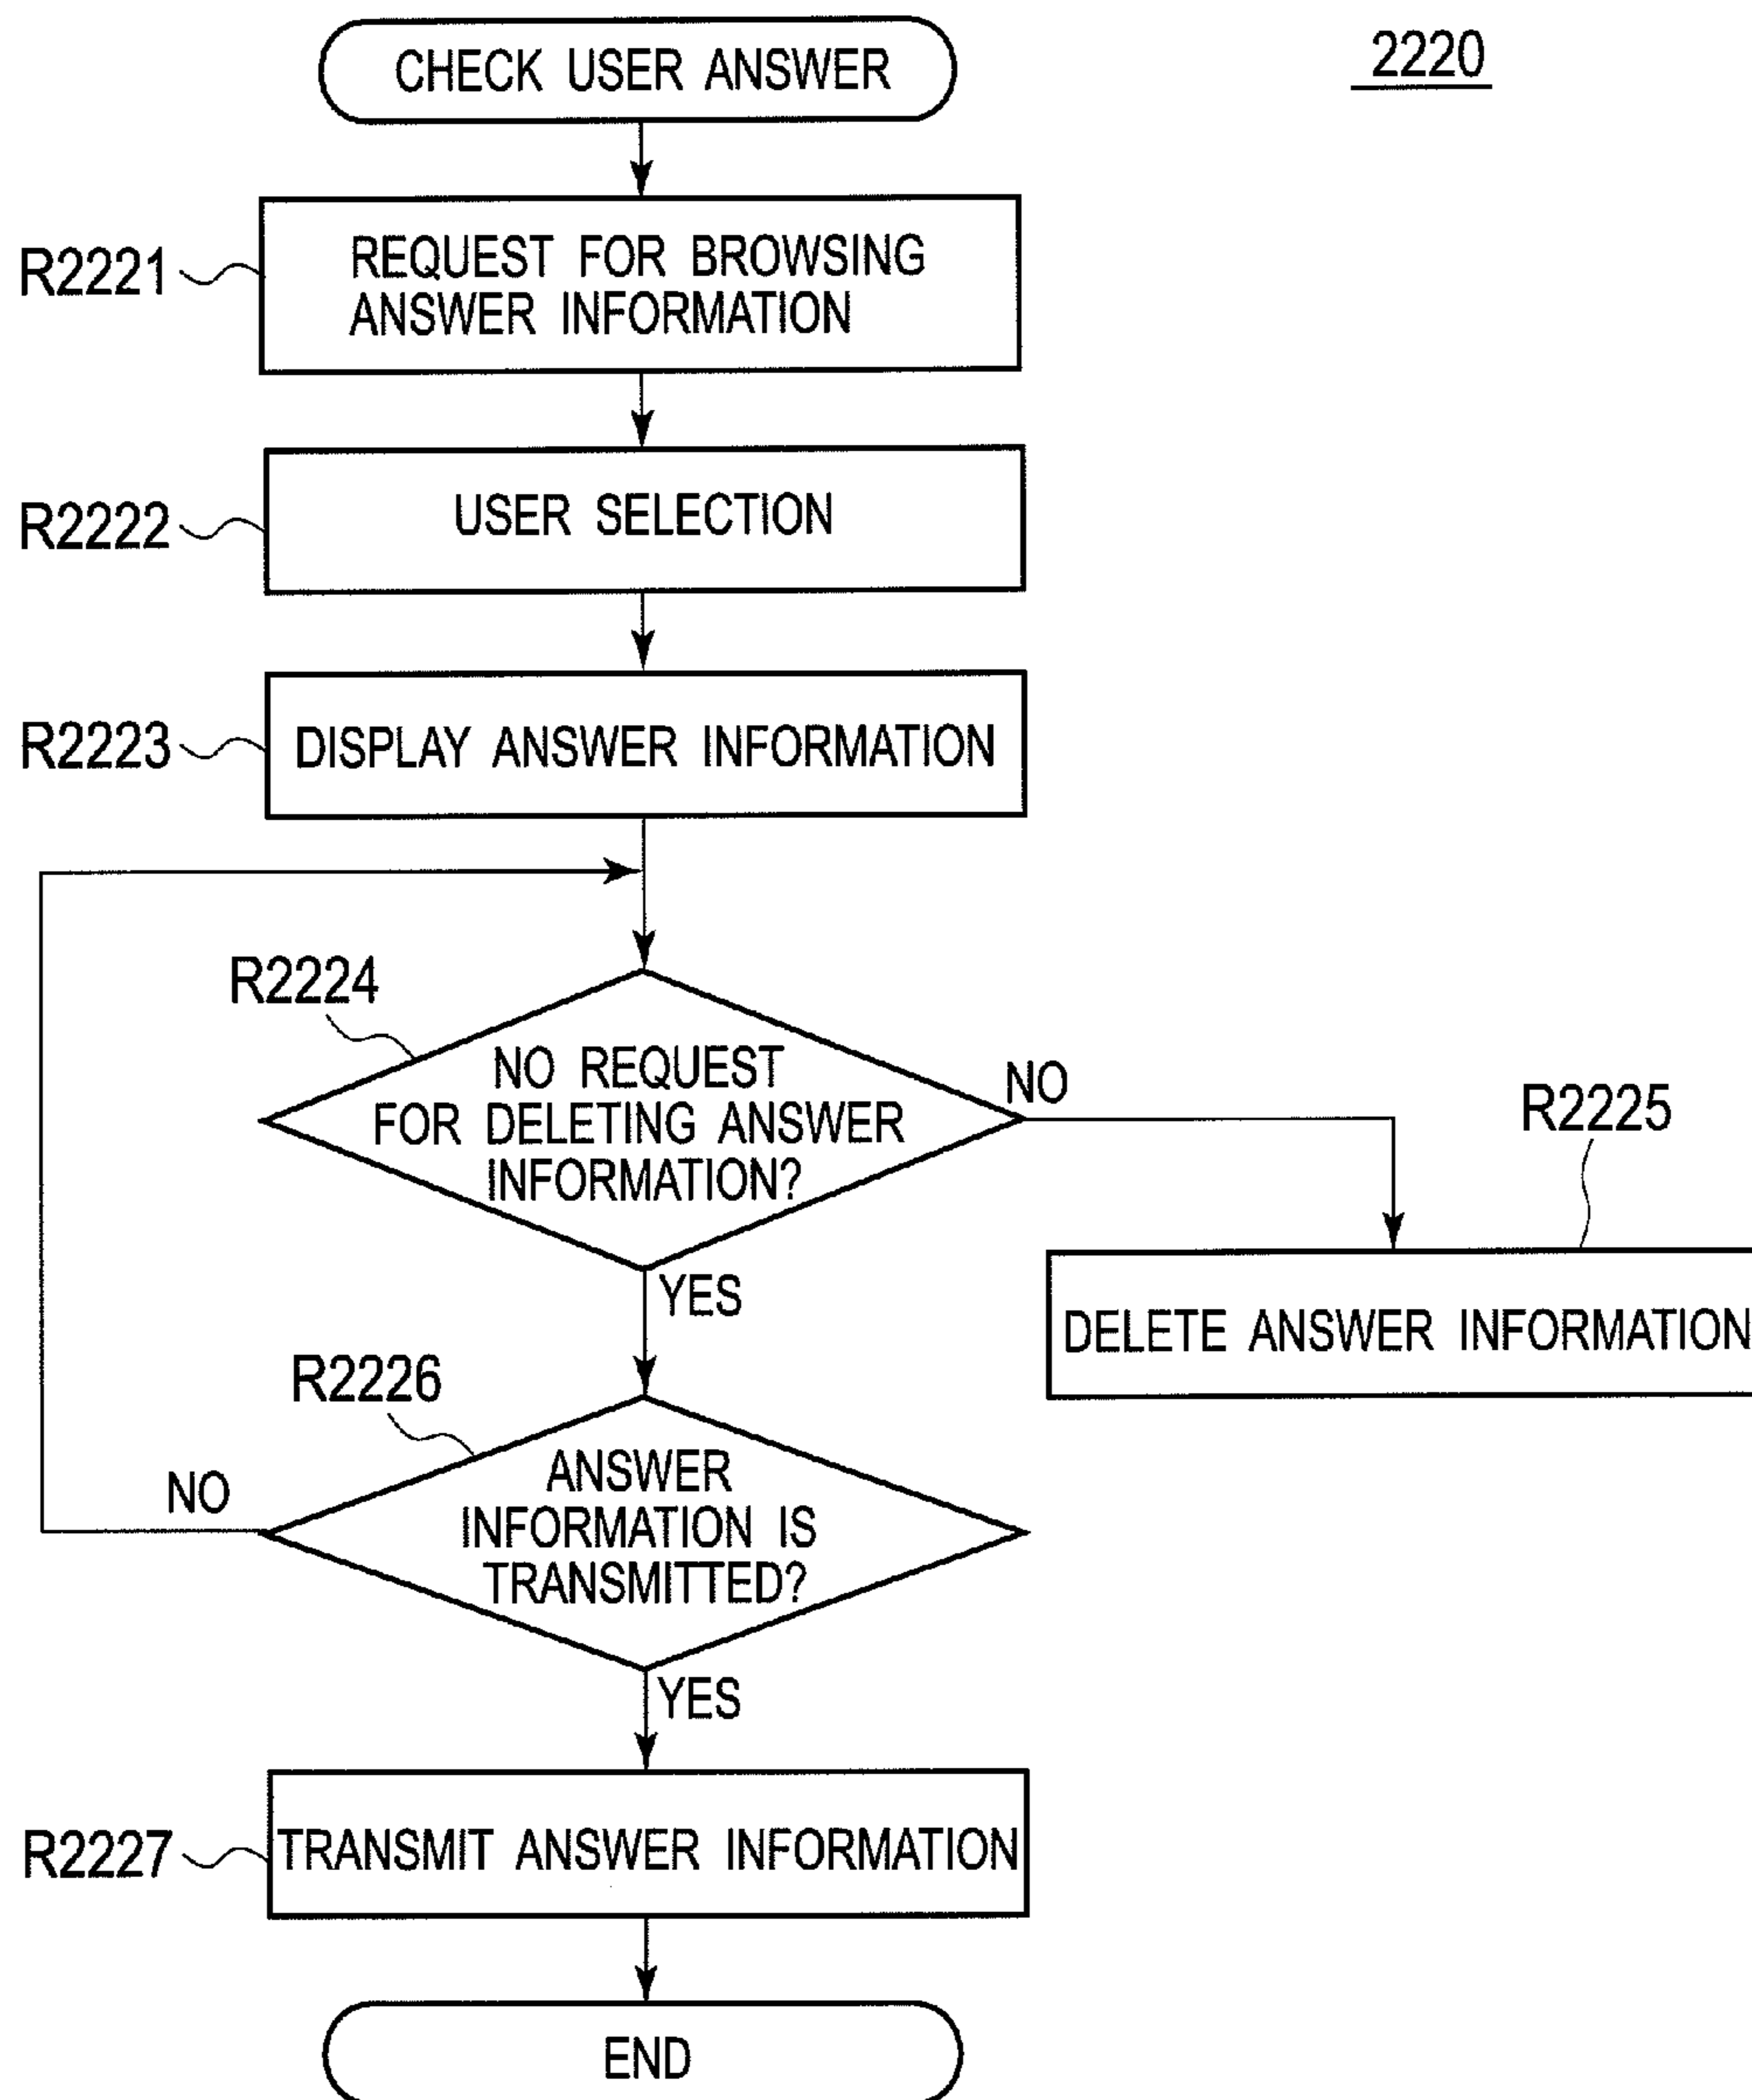 CHECK USER ANSWER
2220
R2221
REQUEST FOR BROWSING
ANSWER INFORMATION
R2222
USER SELECTION
R2223
DISPLAY ANSWER INFORMATION
R2224
NO REQUEST
FOR DELETING ANSWER
INFORMATION?
NO
R2225
DELETE ANSWER INFORMATION
YES
R2226
ANSWER
INFORMATION IS
TRANSMITTED?
NO
YES
R2227
TRANSMIT ANSWER INFORMATION
END